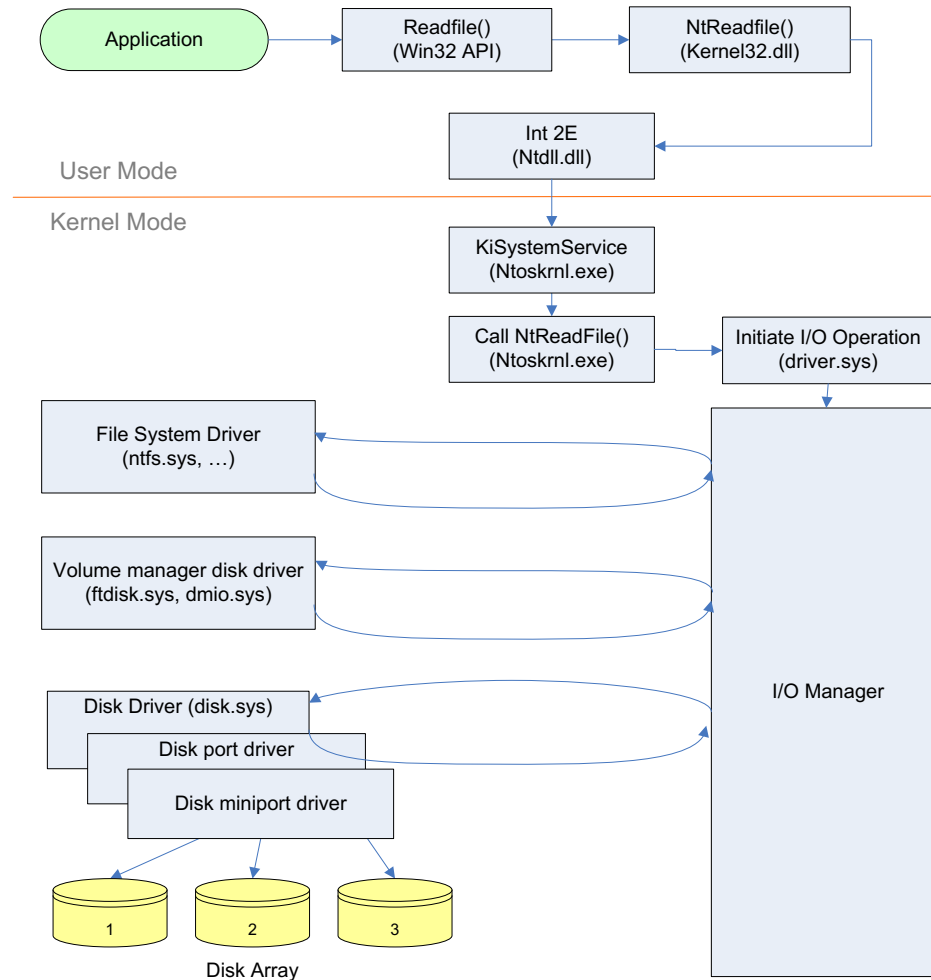 Application
Readfile()
(Win32 API)
NtReadfile()
(Kernel32.dll)
Int 2E
(Ntdll.dll)
User Mode
Kernel Mode
KiSystemService
(Ntoskrnl.exe)
Call NtReadFile()
(Ntoskrnl.exe)
Initiate I/O Operation
(driver.sys)
File System Driver
(ntfs.sys, …)
Volume manager disk driver
(ftdisk.sys, dmio.sys)
I/O Manager
Disk Driver (disk.sys)
Disk port driver
Disk miniport driver
1
2
3
Disk Array